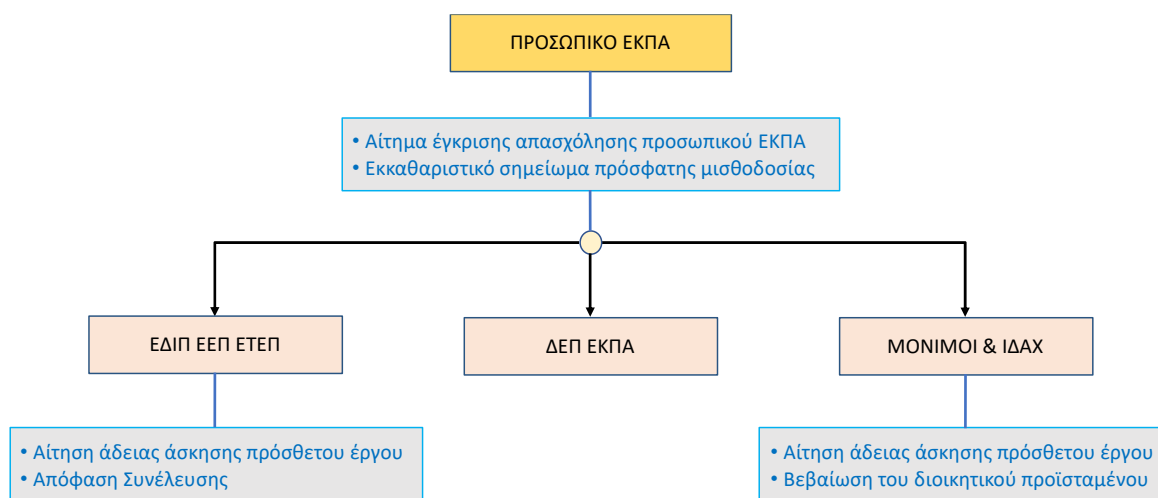 ΠΡΟΣΩΠΙΚΟ ΕΚΠΑ
• Αίτημα έγκρισης απασχόλησης προσωπικού ΕΚΠΑ
• Εκκαθαριστικό σημείωμα πρόσφατης μισθοδοσίας
ΕΔΙΠ ΕΕΠ ΕΤΕΠ
ΔΕΠ ΕΚΠΑ
ΜΟΝΙΜΟΙ & ΙΔΑΧ
• Αίτηση άδειας άσκησης πρόσθετου έργου
• Απόφαση Συνέλευσης
• Αίτηση άδειας άσκησης πρόσθετου έργου
• Βεβαίωση του διοικητικού προϊσταμένου